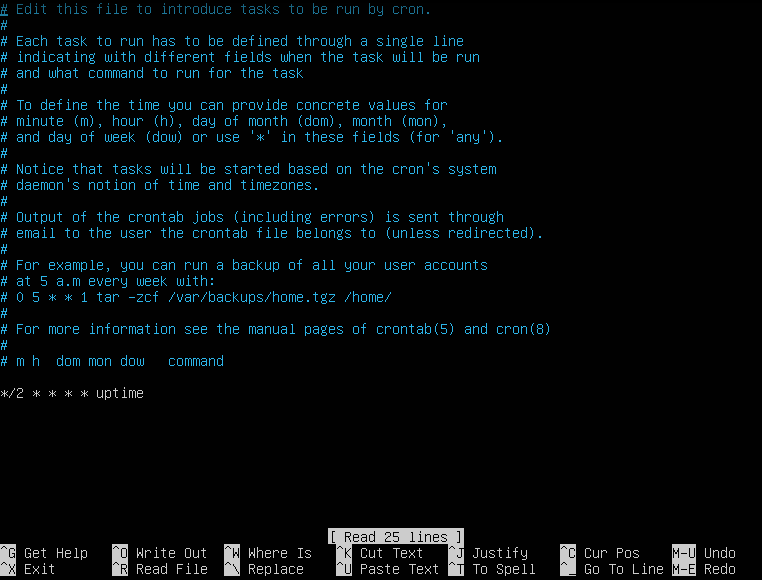 # Edit this file to introduce tasks to be run by cron.
#
# Each task to run has to be defined through a single line
# indicating with different fields when the task will be run
# and what command to run for the task
#
# To define the time you can provide concrete values for
# minute (m), hour (h), day of month (dom), month (mon),
# and day of week (dow) or use '*' in these fields (for 'any').
#
# Notice that tasks will be started based on the cron's system
# daemon's notion of time and timezones.
#
# Output of the crontab jobs (including errors) is sent through
# email to the user the crontab file belongs to (unless redirected).
#
# For example, you can run a backup of all your user accounts
# at 5 a.m every week with:
# 0 5 * * 1 tar -zcf /var/backups/home.tgz /home/
#
# For more information see the manual pages of crontab(5) and cron(8)
#
# m h  dom mon dow   command

*/2 * * * * uptime

[ Read 25 lines ]
^G Get Help  ^O Write Out  ^W Where Is  ^K Cut Text  ^J Justify  ^C Cur Pos  M-U Undo
^X Exit  ^R Read File  ^\ Replace  ^U Paste Text  ^T To Spell  ^_ Go To Line  M-E Redo